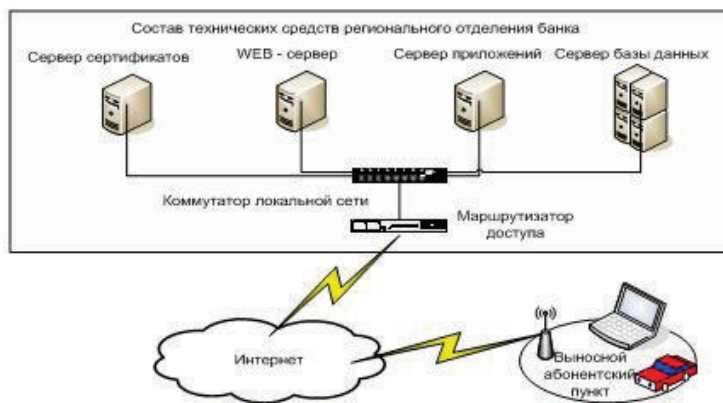 Состав технических средств регионального отделения банка
Сервер сертификатов
WEB - сервер
Сервер приложений
Сервер базы данных
Коммутатор локальной сети
Маршрутизатор
доступа
Интернет
Выносной
абонентский
пункт